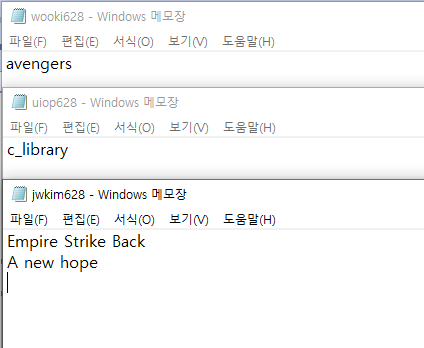 wooki628 - Windows 메모장
파일(F) 편집(E) 서식(O) 보기(V) 도움말(H)
avengers
uiop628 - Windows 메모장
파일(F) 편집(E) 서식(O) 보기(V) 도움말(H)
c_library
jwkim628 - Windows 메모장
파일(F) 편집(E) 서식(O) 보기(V) 도움말(H)
Empire Strike Back
A new hope